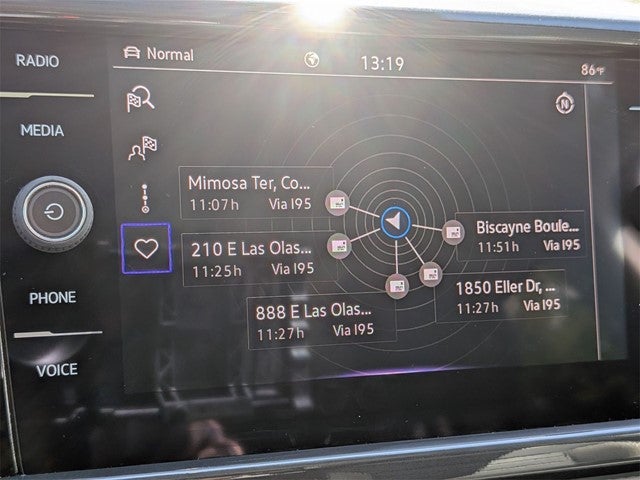 RADIO
Normal
13:19
86°F
MEDIA
N
Mimosa Ter, Co...
11:07h Via I95
210 E Las Olas...
11:25h Via I95
888 E Las Olas...
11:27h Via I95
Biscayne Boule...
11:51h Via I95
1850 Eller Dr, ...
11:27h Via I95
PHONE
VOICE